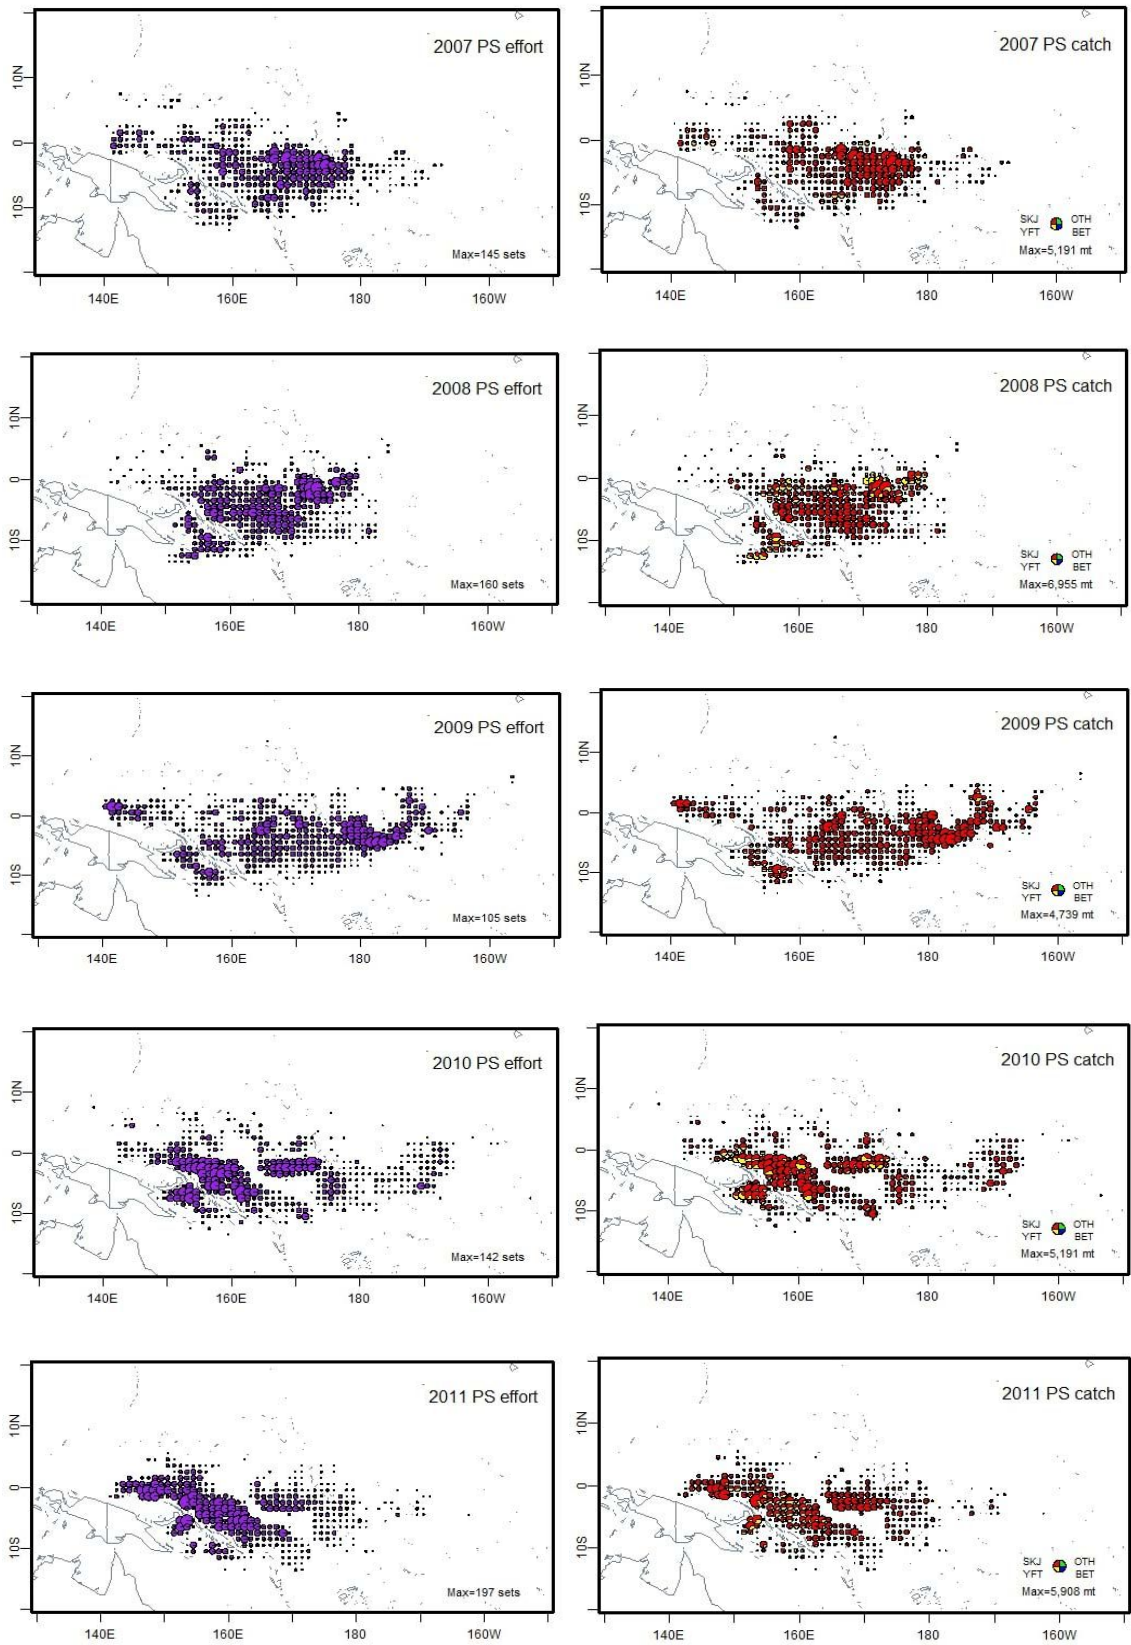 2007 PS effort
10N
0
10S
Max=145 sets
140E 160E 180 160W
2007 PS catch
10N
0
10S
SKJ OTH
YFT BET
Max=5,191 mt
140E 160E 180 160W
2008 PS effort
10N
0
10S
Max=160 sets
140E 160E 180 160W
2008 PS catch
10N
0
10S
SKJ OTH
YFT BET
Max=6,955 mt
140E 160E 180 160W
2009 PS effort
10N
0
10S
Max=105 sets
140E 160E 180 160W
2009 PS catch
10N
0
10S
SKJ OTH
YFT BET
Max=4,739 mt
140E 160E 180 160W
2010 PS effort
10N
0
10S
Max=142 sets
140E 160E 180 160W
2010 PS catch
10N
0
10S
SKJ OTH
YFT BET
Max=5,191 mt
140E 160E 180 160W
2011 PS effort
10N
0
10S
Max=197 sets
140E 160E 180 160W
2011 PS catch
10N
0
10S
SKJ OTH
YFT BET
Max=5,908 mt
140E 160E 180 160W